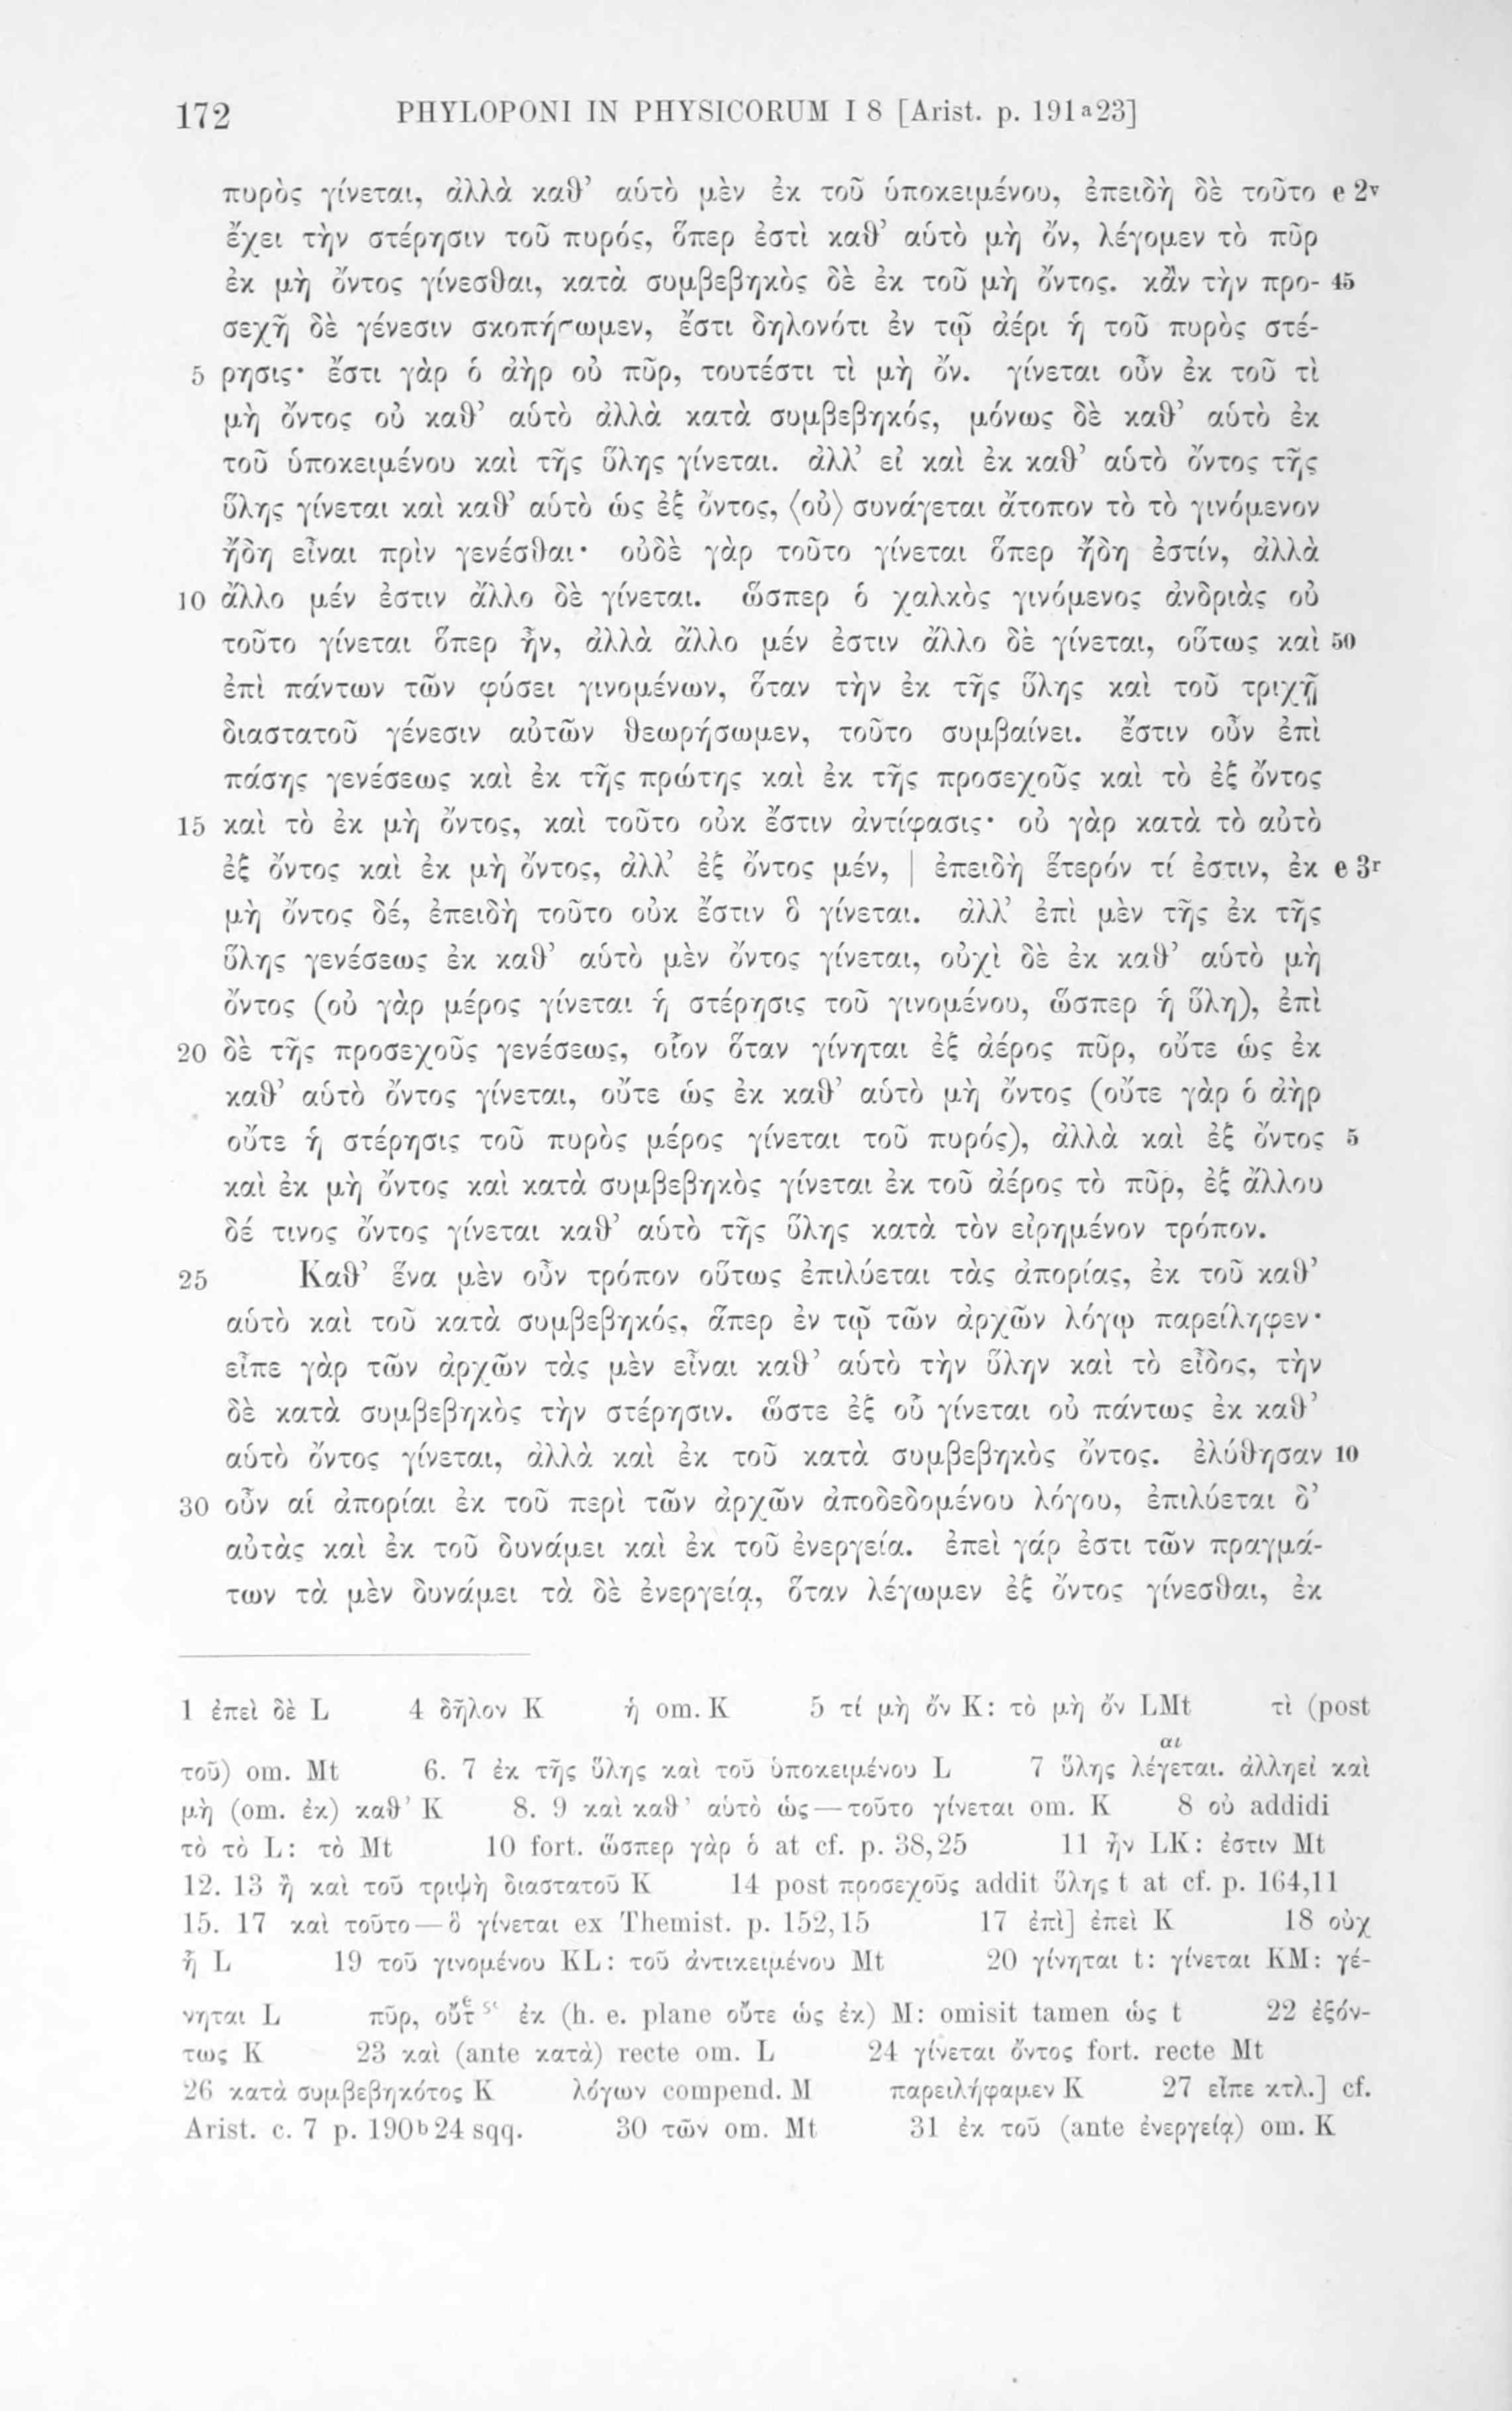 172 PHYLOPONI IN PHYSICORUM I 8 [Arist. p. 191a23]
πυρὸς γίνεται, ἀλλὰ καθ’ αὑτὸ μὲν ἐκ τοῦ ὑποκειμένου, ἐπειδὴ δὲ τοῦτο e 2v
ἔχει τὴν στέρησιν τοῦ πυρός, ὅπερ ἐστὶ καθ’ αὑτὸ μὴ ὄν, λέγομεν τὸ πῦρ
ἐκ μὴ ὄντος γίνεσθαι, κατὰ συμβεβηκὸς δὲ ἐκ τοῦ μὴ ὄντος. κἂν τὴν προ- 45
σεχῆ δὲ γένεσιν σκοπήσωμεν, ἔστι δηλονότι ἐν τῷ ἀέρι ἡ τοῦ πυρὸς στέ-
5 ρησις· ἔστι γὰρ ὁ ἀὴρ οὐ πῦρ, τουτέστι τὶ μὴ ὄν. γίνεται οὖν ἐκ τοῦ τὶ
μὴ ὄντος οὐ καθ’ αὑτὸ ἀλλὰ κατὰ συμβεβηκός, μόνως δὲ καθ’ αὑτὸ ἐκ
τοῦ ὑποκειμένου καὶ τῆς ὕλης γίνεται. ἀλλ’ εἰ καὶ ἐκ καθ’ αὑτὸ ὄντος τῆς
ὕλης γίνεται καὶ καθ’ αὑτὸ ὡς ἐξ ὄντος, ⟨οὐ⟩ συνάγεται ἄτοπον τὸ τὸ γινόμενον
ἤδη εἶναι πρὶν γενέσθαι· οὐδὲ γὰρ τοῦτο γίνεται ὅπερ ἤδη ἐστίν, ἀλλὰ
10 ἄλλο μέν ἐστιν ἄλλο δὲ γίνεται. ὥσπερ ὁ χαλκὸς γινόμενος ἀνδριὰς οὐ
τοῦτο γίνεται ὅπερ ἦν, ἀλλὰ ἄλλο μέν ἐστιν ἄλλο δὲ γίνεται, οὕτως καὶ 50
ἐπὶ πάντων τῶν φύσει γινομένων, ὅταν τὴν ἐκ τῆς ὕλης καὶ τοῦ τριχῇ
διαστατοῦ γένεσιν αὐτῶν θεωρήσωμεν, τοῦτο συμβαίνει. ἔστιν οὖν ἐπὶ
πάσης γενέσεως καὶ ἐκ τῆς πρώτης καὶ ἐκ τῆς προσεχοῦς καὶ τὸ ἐξ ὄντος
15 καὶ τὸ ἐκ μὴ ὄντος, καὶ τοῦτο οὐκ ἔστιν ἀντίφασις· οὐ γὰρ κατὰ τὸ αὐτὸ
ἐξ ὄντος καὶ ἐκ μὴ ὄντος, ἀλλ’ ἐξ ὄντος μέν, | ἐπειδὴ ἕτερόν τί ἐστιν, ἐκ e 3r
μὴ ὄντος δέ, ἐπειδὴ τοῦτο οὐκ ἔστιν ὃ γίνεται. ἀλλ’ ἐπὶ μὲν τῆς ἐκ τῆς
ὕλης γενέσεως ἐκ καθ’ αὑτὸ μὲν ὄντος γίνεται, οὐχὶ δὲ ἐκ καθ’ αὑτὸ μὴ
ὄντος (οὐ γὰρ μέρος γίνεται ἡ στέρησις τοῦ γινομένου, ὥσπερ ἡ ὕλη), ἐπὶ
20 δὲ τῆς προσεχοῦς γενέσεως, οἷον ὅταν γίνηται ἐξ ἀέρος πῦρ, οὔτε ὡς ἐκ
καθ’ αὑτὸ ὄντος γίνεται, οὔτε ὡς ἐκ καθ’ αὑτὸ μὴ ὄντος (οὔτε γὰρ ὁ ἀὴρ
οὔτε ἡ στέρησις τοῦ πυρὸς μέρος γίνεται τοῦ πυρός), ἀλλὰ καὶ ἐξ ὄντος 5
καὶ ἐκ μὴ ὄντος καὶ κατὰ συμβεβηκὸς γίνεται ἐκ τοῦ ἀέρος τὸ πῦρ, ἐξ ἄλλου
δέ τινος ὄντος γίνεται καθ’ αὑτὸ τῆς ὕλης κατὰ τὸν εἰρημένον τρόπον.
25 Καθ’ ἕνα μὲν οὖν τρόπον οὕτως ἐπιλύεται τὰς ἀπορίας, ἐκ τοῦ καθ’
αὑτὸ καὶ τοῦ κατὰ συμβεβηκός, ἅπερ ἐν τῷ τῶν ἀρχῶν λόγῳ παρείληφεν·
εἶπε γὰρ τῶν ἀρχῶν τὰς μὲν εἶναι καθ’ αὑτὸ τὴν ὕλην καὶ τὸ εἶδος, τὴν
δὲ κατὰ συμβεβηκὸς τὴν στέρησιν. ὥστε ἐξ οὗ γίνεται οὐ πάντως ἐκ καθ’
αὑτὸ ὄντος γίνεται, ἀλλὰ καὶ ἐκ τοῦ κατὰ συμβεβηκὸς ὄντος. ἐλύθησαν 10
30 οὖν αἱ ἀπορίαι ἐκ τοῦ περὶ τῶν ἀρχῶν ἀποδεδομένου λόγου, ἐπιλύεται δ’
αὐτὰς καὶ ἐκ τοῦ δυνάμει καὶ ἐκ τοῦ ἐνεργείᾳ. ἐπεὶ γάρ ἐστι τῶν πραγμά-
των τὰ μὲν δυνάμει τὰ δὲ ἐνεργείᾳ, ὅταν λέγωμεν ἐξ ὄντος γίνεσθαι, ἐκ
1 ἐπεὶ δὲ L 4 δῆλον K ἡ om. K 5 τί μὴ ὄν K: τὸ μὴ ὄν LMt τὶ (post
αι
τοῦ) om. Mt 6. 7 ἐκ τῆς ὕλης καὶ τοῦ ὑποκειμένου L 7 ὕλης λέγεται. ἀλληεἰ καὶ
μὴ (om. ἐκ) καθ’ K 8. 9 καὶ καθ’ αὑτὸ ὡς—τοῦτο γίνεται om. K 8 οὐ addidi
τὸ τὸ L: τὸ Mt 10 fort. ὥσπερ γὰρ ὁ at cf. p. 38,25 11 ἦν LK: ἐστιν Mt
12. 13 ἢ καὶ τοῦ τριψὴ διαστατοῦ K 14 post προσεχοῦς addit ὕλης t at cf. p. 164,11
15. 17 καὶ τοῦτο—ὃ γίνεται ex Themist. p. 152,15 17 ἐπὶ] ἐπεὶ K 18 οὐχ
ἦ L 19 τοῦ γινομένου KL: τοῦ ἀντικειμένου Mt 20 γίνηται t: γίνεται KM: γέ-
νηται L πῦρ, οὔτ ἐκ (h. e. plane οὔτε ὡς ἐκ) M: omisit tamen ὡς t 22 ἐξόν-
τως K 23 καὶ (ante κατὰ) recte om. L 24 γίνεται ὄντος fort. recte Mt
26 κατὰ συμβεβηκότος K λόγων compend. M παρειλήφαμεν K 27 εἶπε κτλ.] cf.
Arist. c. 7 p. 190b24 sqq. 30 τῶν om. Mt 31 ἐκ τοῦ (ante ἐνεργείᾳ) om. K